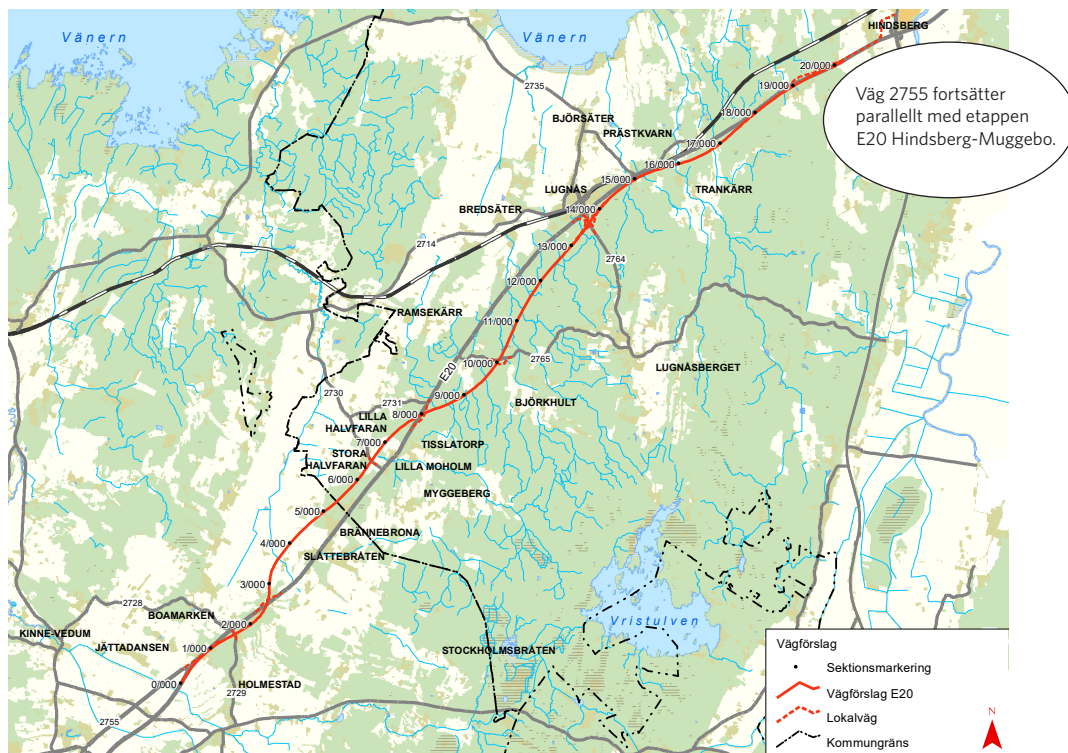 Vänern
Vänern
HINDSBERG
20/000
19/000
Väg 2755 fortsätter
parallellt med etappen
E20 Hindsberg-Muggebo.
2735
18/000
BJÖRSÄTER
PRÄSTKVARN
17/000
16/000
15/000
TRANKÄRR
LUGNÅS
14/000
BREDSÄTER
2714
13/000
2764
12/000
RAMSEKÄRR
11/000
10/000
2765
E20
LUGNÅSBERGET
2730
2731
9/000
BJÖRKHULT
8/000
LILLA
HALVFARAN
7/000
TISSLATORP
STORA
HALVFARAN
LILLA MOHOLM
6/000
MYGGEBERG
5/000
BRÄNNEBRONA
4/000
SLÄTTEBRÅTEN
3/000
2728
BOAMARKEN
2/000
Vristulven
KINNE-VEDUM
JÄTTADANSEN
1/000
STOCKHOLMSBRÅTEN
0/000
HOLMESTAD
2729
2755
Vägförslag
Sektionsmarkering
Vägförslag E20
Lokalväg
Kommungräns
N